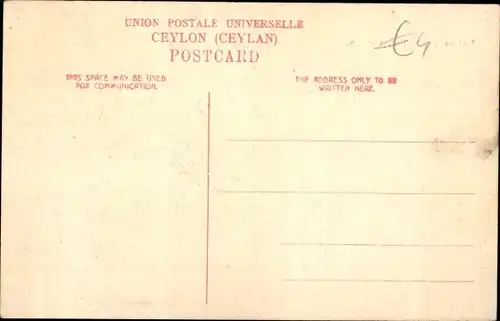 UNION POSTALE UNIVERSELLE
CEYLON (CEYLAN)
POSTCARD
€4
THIS SPACE MAY BE USED
FOR COMMUNICATION.
THE ADDRESS ONLY TO BE
WRITTEN HERE.